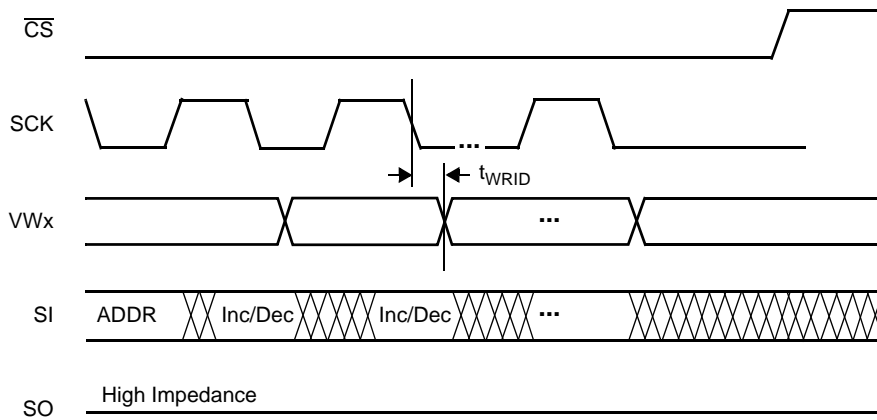 CS
SCK
...
tWRID
VWx
...
SI
ADDR
Inc/Dec
Inc/Dec
...
High Impedance
SO